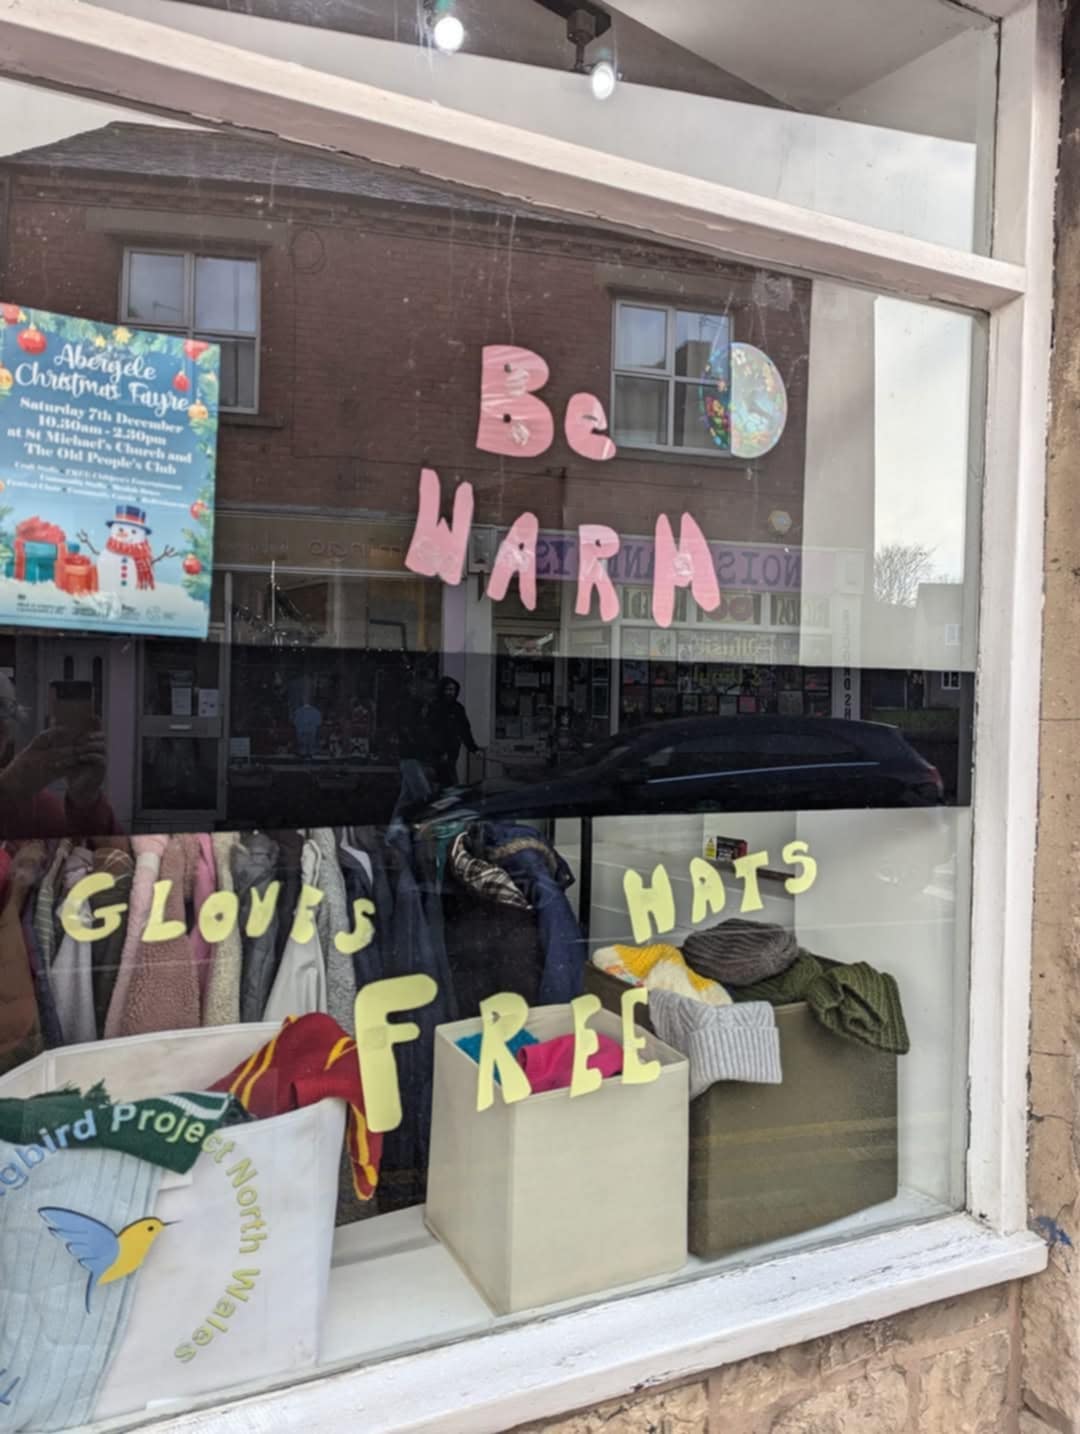 Abergele
Christmas Fayre
Saturday 7th December
10.30am - 2.30pm
at St Michael's Church and
The Old People's Club
Be
WARM
GLOVES HATS
FREE
Project North Wales